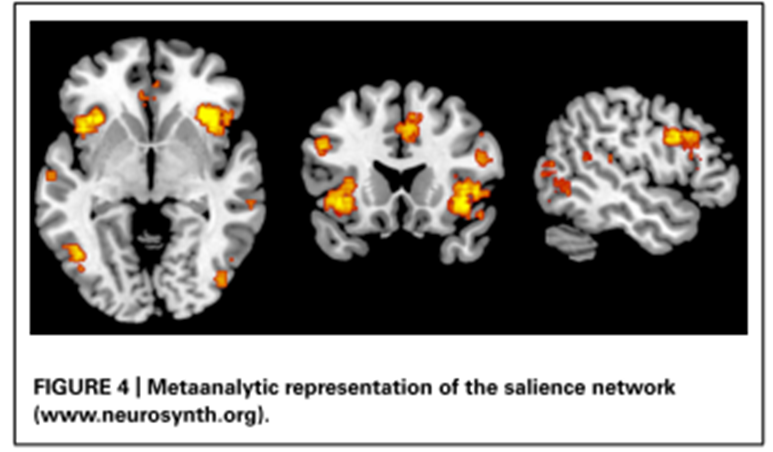 FIGURE 4 | Metaanalytic representation of the salience network
(www.neurosynth.org).